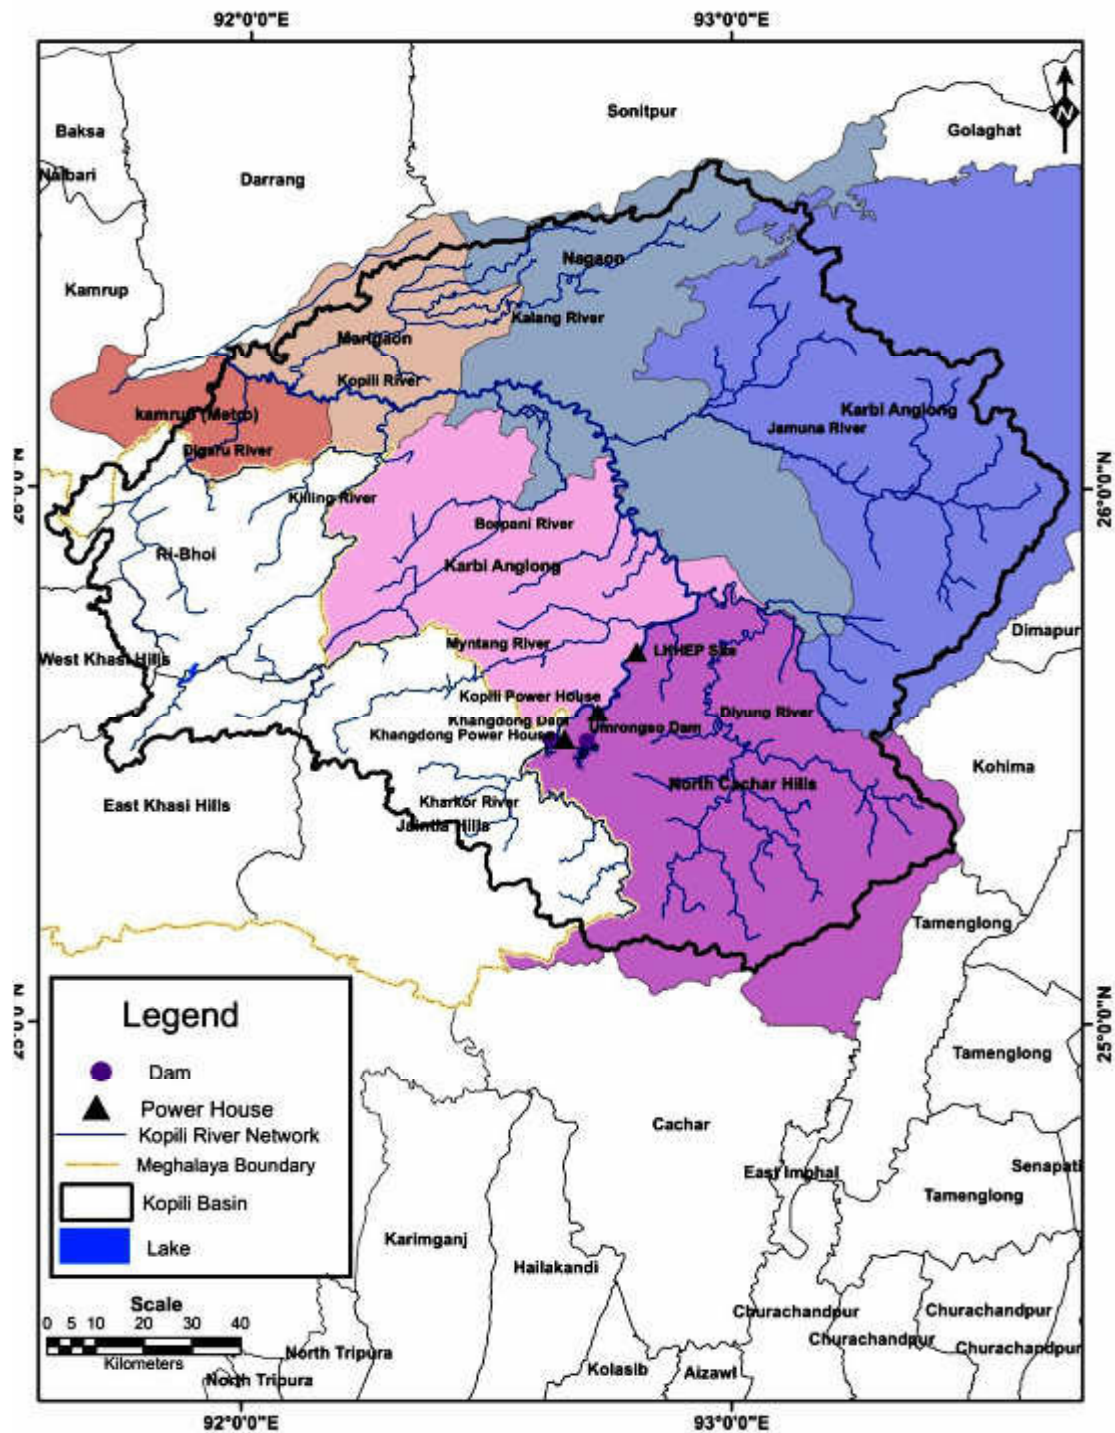 92°0'0"E
93°0'0"E
Sonitpur
Golaghat
N
Baksa
Nalbari
Darrang
Kamrup
Nagaon
Kalang River
Marigaon
Kopili River
kamrup (Metro)
Karbi Anglong
Jamuna River
Digaru River
Killing River
26°0'0"N
Borpani River
Ri-Bhoi
Karbi Anglong
Dimapur
West Khasi Hills
Myntang River
LKHEP Site
Kopili Power House
Khangdong Dam
Diyung River
Umrongso Dam
Khangdong Power House
Kohima
North Cachar Hills
East Khasi Hills
Kharkor River
Jaintia Hills
Tamenglong
25°0'0"N
Tamenglong
Legend
Dam
Power House
Kopili River Network
Meghalaya Boundary
Kopili Basin
Lake
Cachar
East Imphal
Senapati
Tamenglong
Karimganj
Hailakandi
Scale
0 5 10 20 30 40
Kilometers
Churachandpur
Churachandpur
Churachandpur
Churachandpur
North Tripura
North Tripura
Kolasib
Aizawl
92°0'0"E
93°0'0"E